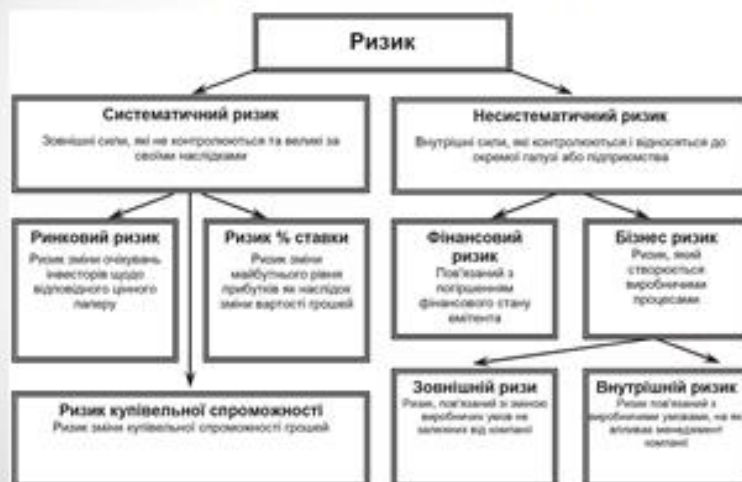 Ризик
Систематичний ризик
Зовнішні сили, які не контролюються та великі за
своїми наслідками
Несистематичний ризик
Внутрішні сили, які контролюються і відносяться до
окремої галузі або підприємства
Ринковий ризик
Ризик зміни очікувань
інвесторів щодо
відповідного цінного
паперу
Ризик % ставки
Ризик зміни
майбутнього рівня
прибутків як наслідок
зміни вартості грошей
Фінансовий
ризик
Пов'язаний з
погіршенням
фінансового стану
емітента
Бізнес ризик
Ризик, який
створюється
виробничими
процесами
Ризик купівельної спроможності
Ризик зміни купівельної спроможності грошей
Зовнішній ризи
Ризик, пов'язаний зі зміною
виробничих умов не
залежних від компанії
Внутрішній ризик
Ризик пов'язаний з
виробничими умовами, на як
впливає менеджмент
компанії